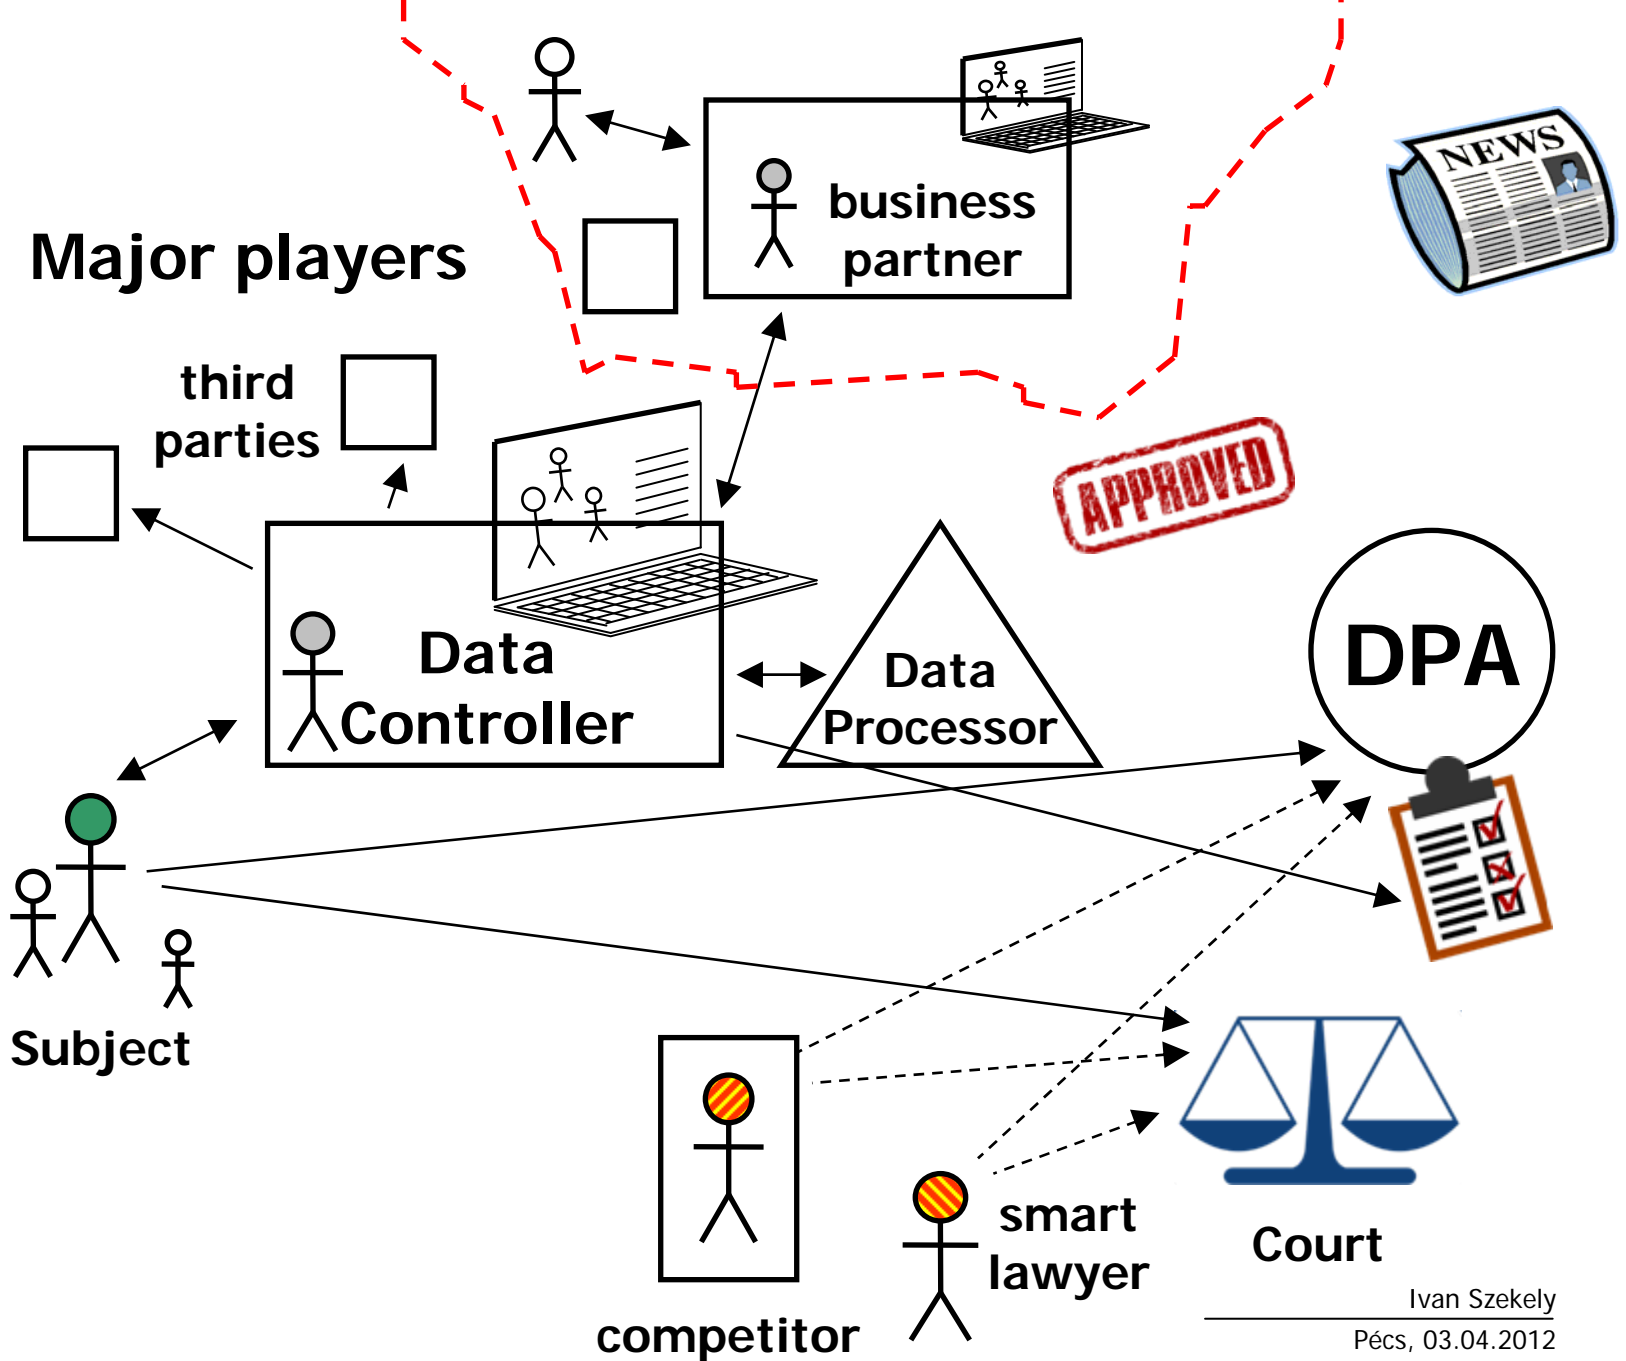 NEWS
business
partner
Major players
third
parties
APPROVED
Data
Controller
Data
Processor
DPA
Subject
smart
lawyer
Court
competitor
Ivan Szekely
Pécs, 03.04.2012